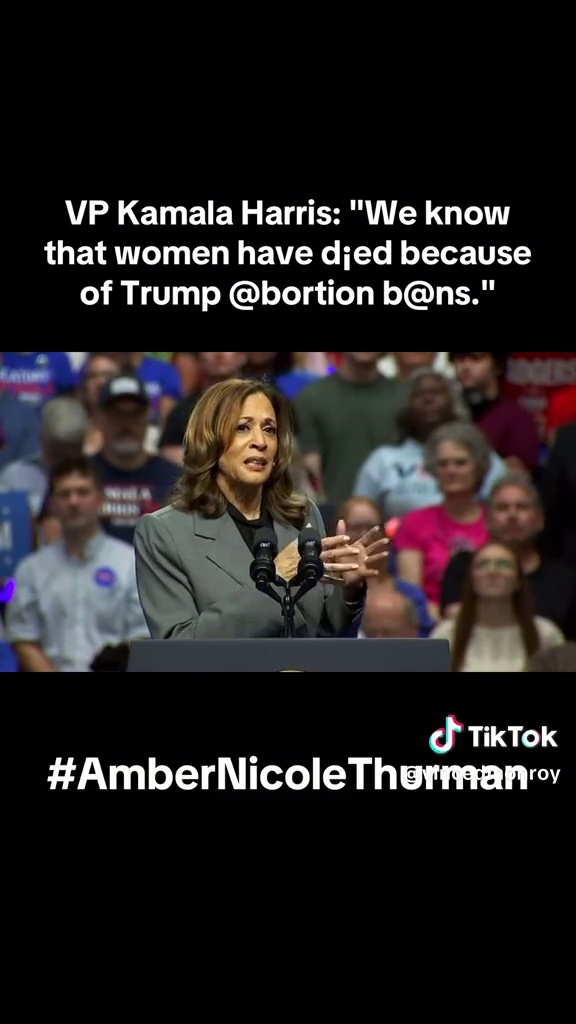 VP Kamala Harris: "We know
that women have d¡ed because
of Trump @bortion b@ns."
TikTok
#AmberNicoleThurman